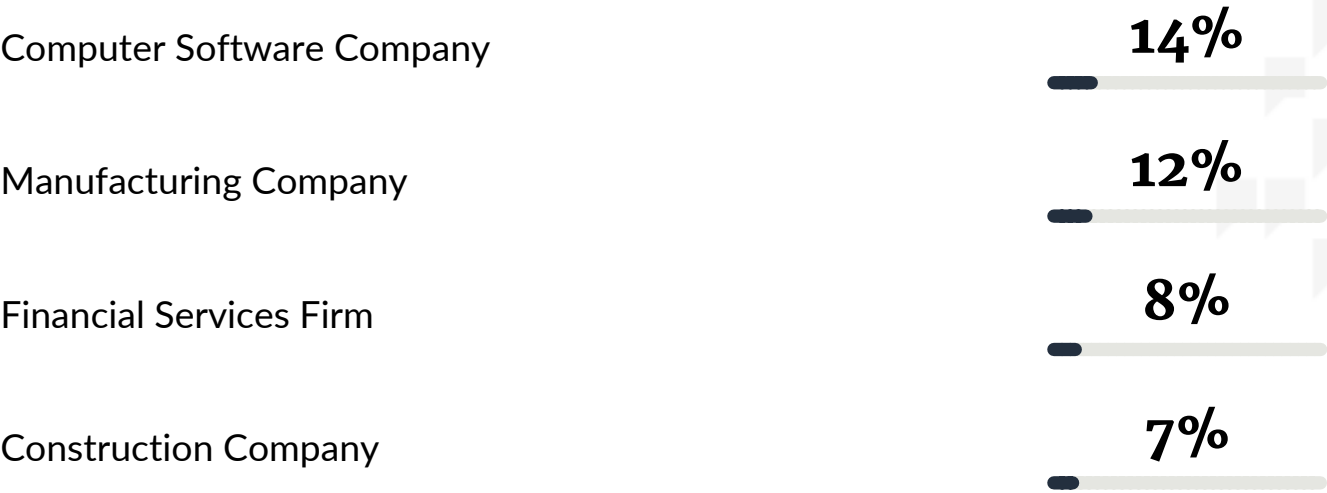 Computer Software Company 14%
Manufacturing Company 12%
Financial Services Firm 8%
Construction Company 7%